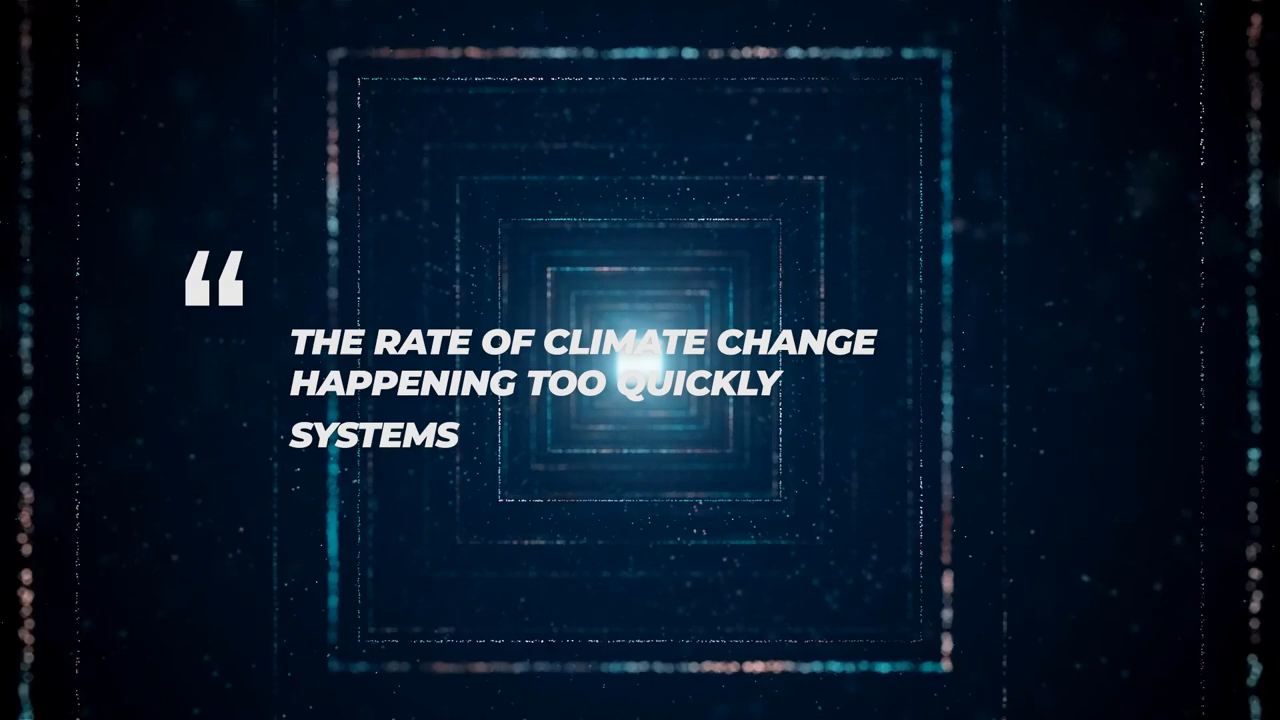 “
THE RATE OF CLIMATE CHANGE
HAPPENING TOO QUICKLY
SYSTEMS